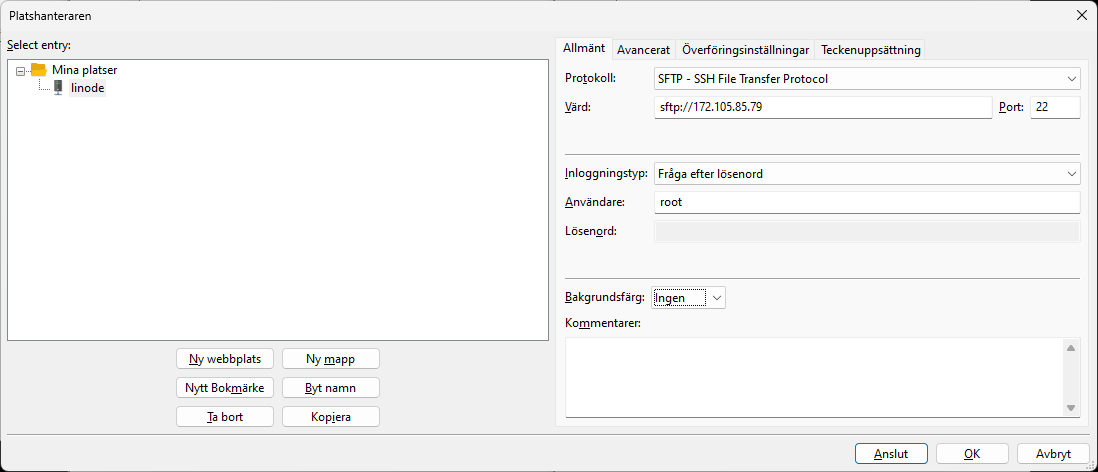 Platshanteraren
Select entry:
Mina platser
linode
Ny webbplats
Ny mapp
Nytt Bokmärke
Byt namn
Ta bort
Kopiera
Allmänt Avancerat Överföringsinställningar Teckenuppsättning
Protokoll: SFTP - SSH File Transfer Protocol
Värd: sftp://172.105.85.79 Port: 22
Inloggningstyp: Fråga efter lösenord
Användare: root
Lösenord:
Bakgrundsfärg: Ingen
Kommentarer:
Anslut OK Avbryt